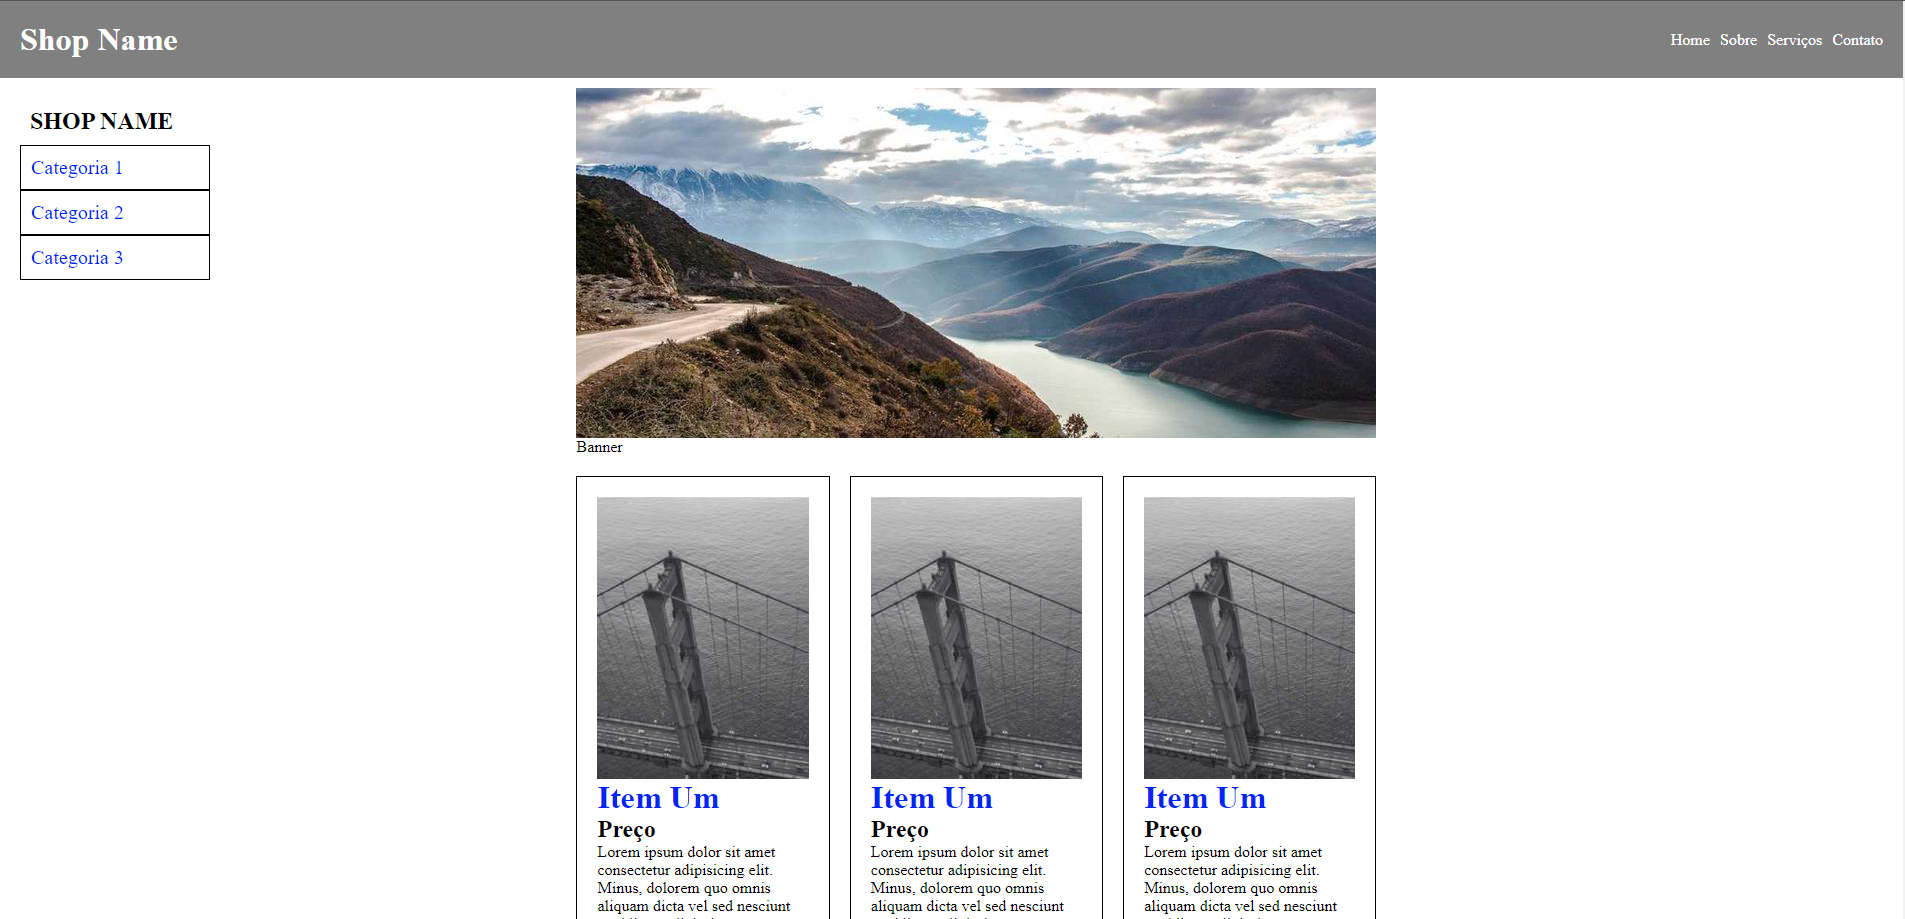 Shop Name
Home Sobre Serviços Contato
SHOP NAME
Categoria 1
Categoria 2
Categoria 3
Banner
Item Um
Preço
Lorem ipsum dolor sit amet
consectetur adipisicing elit.
Minus, dolorem quo omnis
aliquam dicta vel sed nesciunt
Item Um
Preço
Lorem ipsum dolor sit amet
consectetur adipisicing elit.
Minus, dolorem quo omnis
aliquam dicta vel sed nesciunt
Item Um
Preço
Lorem ipsum dolor sit amet
consectetur adipisicing elit.
Minus, dolorem quo omnis
aliquam dicta vel sed nesciunt